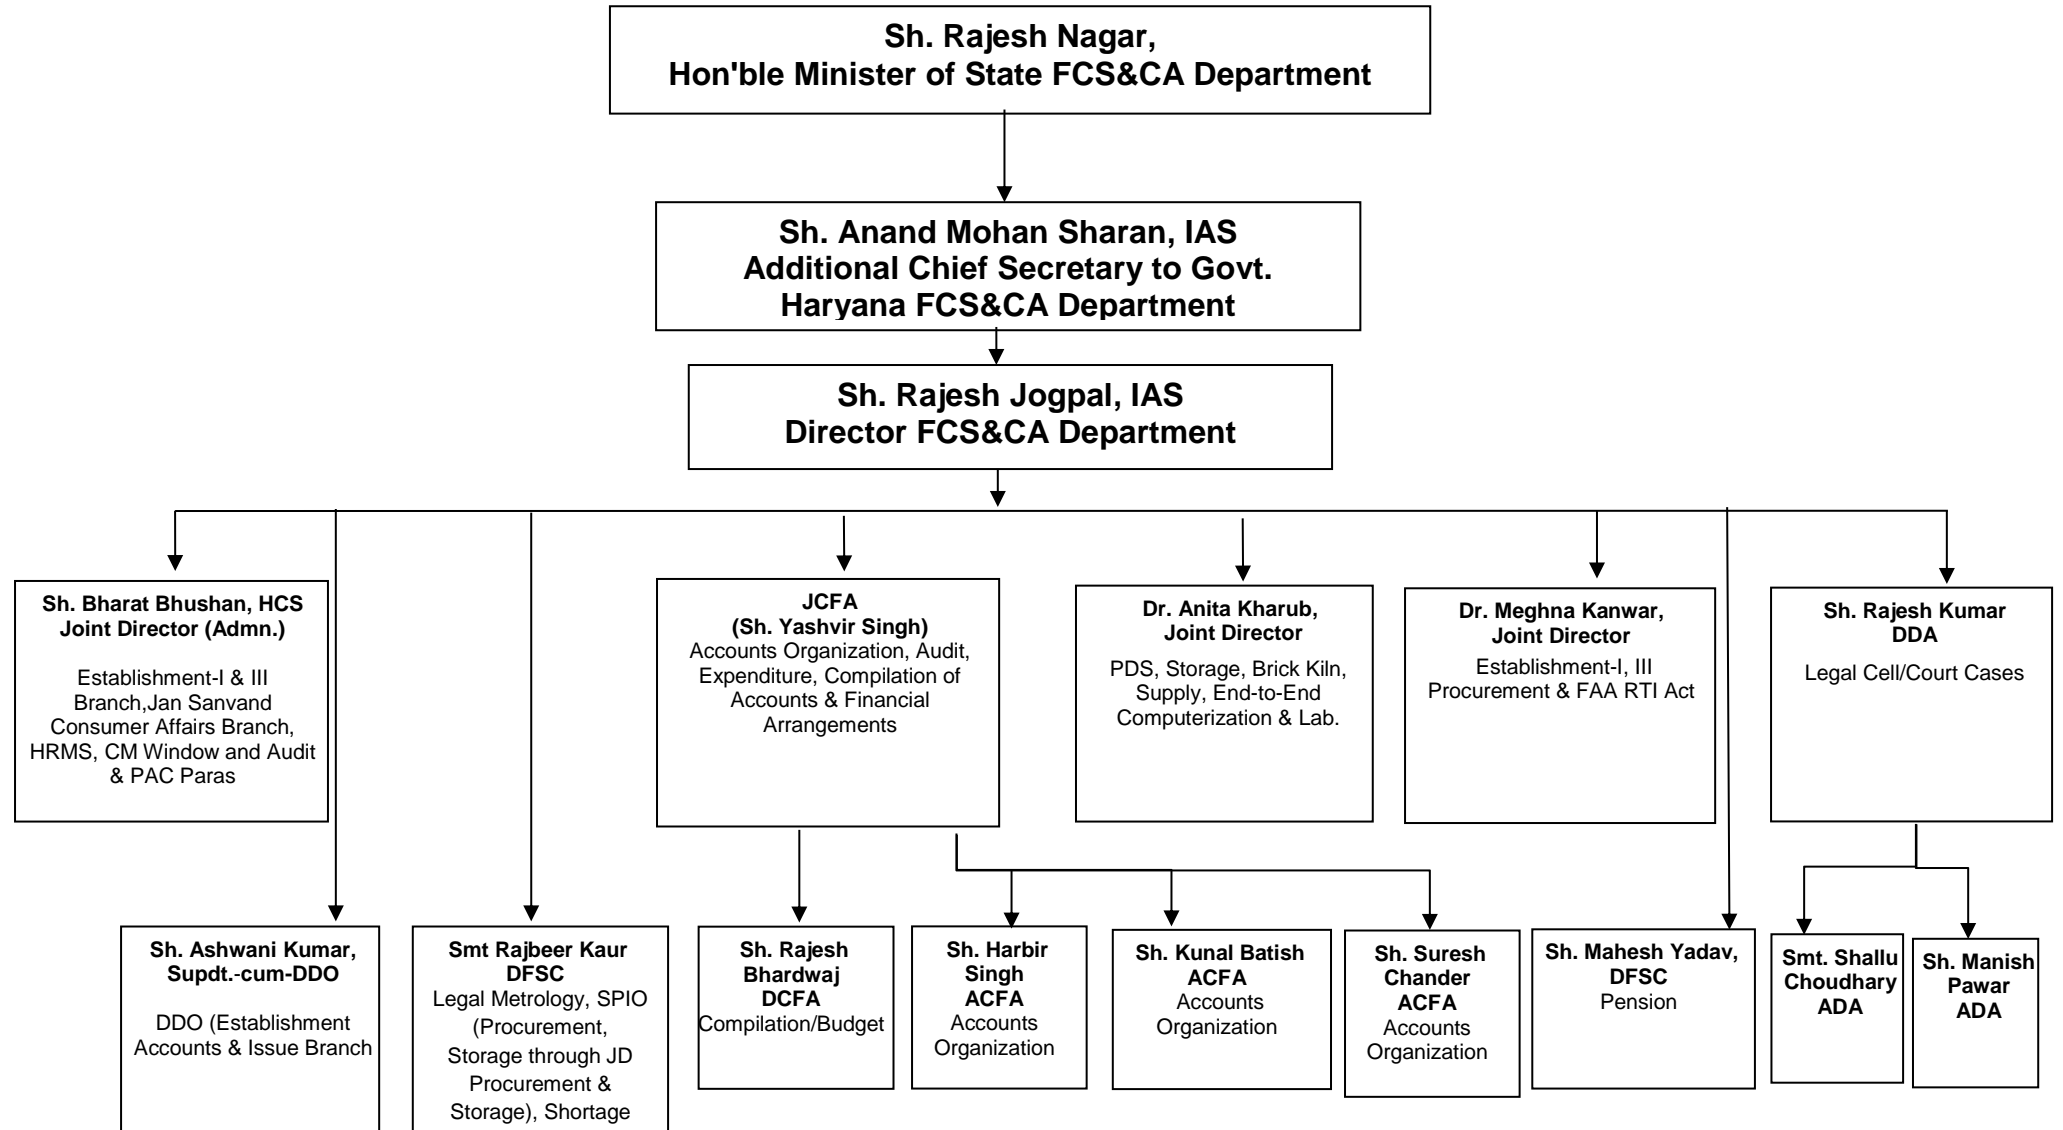 Sh. Rajesh Nagar,
Hon'ble Minister of State FCS&CA Department
Sh. Anand Mohan Sharan, IAS
Additional Chief Secretary to Govt.
Haryana FCS&CA Department
Sh. Rajesh Jogpal, IAS
Director FCS&CA Department
Sh. Bharat Bhushan, HCS
Joint Director (Admn.)
Establishment-I & III
Branch,Jan Sanvand
Consumer Affairs Branch,
HRMS, CM Window and Audit
& PAC Paras
JCFA
(Sh. Yashvir Singh)
Accounts Organization, Audit,
Expenditure, Compilation of
Accounts & Financial
Arrangements
Dr. Anita Kharub,
Joint Director
PDS, Storage, Brick Kiln,
Supply, End-to-End
Computerization & Lab.
Dr. Meghna Kanwar,
Joint Director
Establishment-I, III
Procurement & FAA RTI Act
Sh. Rajesh Kumar
DDA
Legal Cell/Court Cases
Sh. Ashwani Kumar,
Supdt.-cum-DDO
DDO (Establishment
Accounts & Issue Branch
Smt Rajbeer Kaur
DFSC
Legal Metrology, SPIO
(Procurement,
Storage through JD
Procurement &
Storage), Shortage
Sh. Rajesh
Bhardwaj
DCFA
Compilation/Budget
Sh. Harbir
Singh
ACFA
Accounts
Organization
Sh. Kunal Batish
ACFA
Accounts
Organization
Sh. Suresh
Chander
ACFA
Accounts
Organization
Sh. Mahesh Yadav,
DFSC
Pension
Smt. Shallu
Choudhary
ADA
Sh. Manish
Pawar
ADA